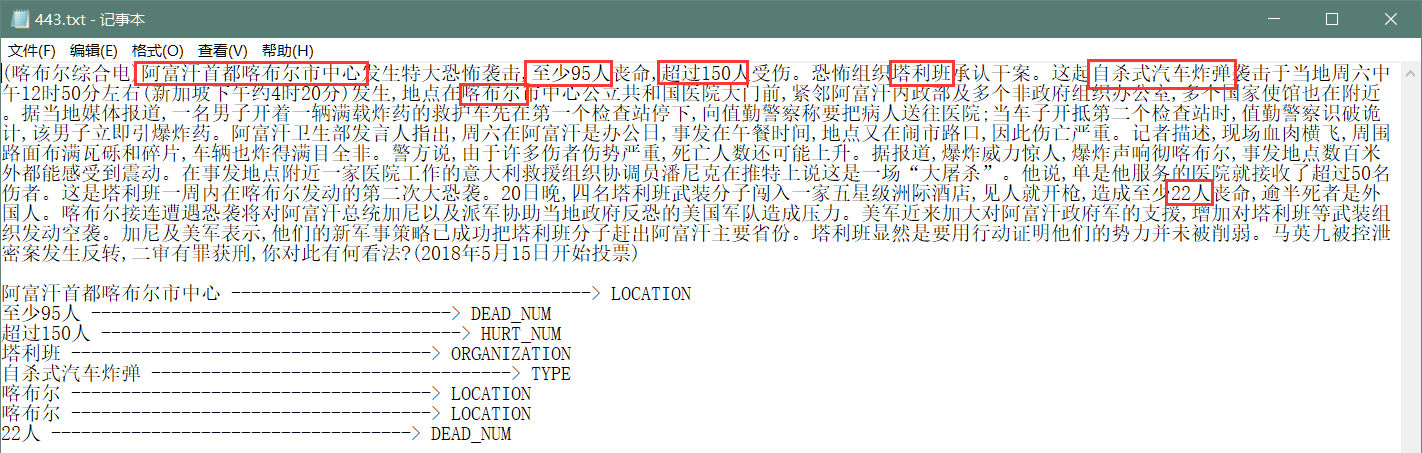 443.txt - 记事本
文件(F) 编辑(E) 格式(O) 查看(V) 帮助(H)
(喀布尔综合电)阿富汗首都喀布尔市中心发生特大恐怖袭击,至少95人丧命,超过150人受伤。恐怖组织塔利班承认干案。这起自杀式汽车炸弹袭击于当地周六中
午12时50分左右(新加坡下午约4时20分)发生,地点在喀布尔市中心公立共和国医院大门前,紧邻阿富汗内政部及多个非政府组织办公室,多个国家使馆也在附近
。据当地媒体报道,一名男子开着一辆满载炸药的救护车先在第一个检查站停下,向值勤警察称要把病人送往医院;当车子开抵第二个检查站时,值勤警察识破诡
计,该男子立即引爆炸药。阿富汗卫生部发言人指出,周六在阿富汗是办公日,事发在午餐时间,地点又在闹市路口,因此伤亡严重。记者描述,现场血肉横飞,周围
路面布满瓦砾和碎片,车辆也炸得满目全非。警方说,由于许多伤者伤势严重,死亡人数还可能上升。据报道,爆炸威力惊人,爆炸声响彻喀布尔,事发地点数百米
外都能感受到震动。在事发地点附近一家医院工作的意大利救援组织协调员潘尼克在推特上说这是一场“大屠杀”。他说,单是他服务的医院就接收了超过50名
伤者。这是塔利班一周内在喀布尔发动的第二次大恐袭。20日晚,四名塔利班武装分子闯入一家五星级洲际酒店,见人就开枪,造成至少22人丧命,逾半死者是外
国人。喀布尔接连遭遇恐袭将对阿富汗总统加尼以及派军协助当地政府反恐的美国军队造成压力。美军近来加大对阿富汗政府军的支援,增加对塔利班等武装组
织发动空袭。加尼及美军表示,他们的新军事策略已成功把塔利班分子赶出阿富汗主要省份。塔利班显然是要用行动证明他们的势力并未被削弱。马英九被控泄
密案发生反转,二审有罪获刑,你对此有何看法?(2018年5月15日开始投票)
阿富汗首都喀布尔市中心 ------------------------------------> LOCATION
至少95人 ------------------------------------> DEAD_NUM
超过150人 ------------------------------------> HURT_NUM
塔利班 ------------------------------------> ORGANIZATION
自杀式汽车炸弹 ------------------------------------> TYPE
喀布尔 ------------------------------------> LOCATION
喀布尔 ------------------------------------> LOCATION
22人 ------------------------------------> DEAD_NUM